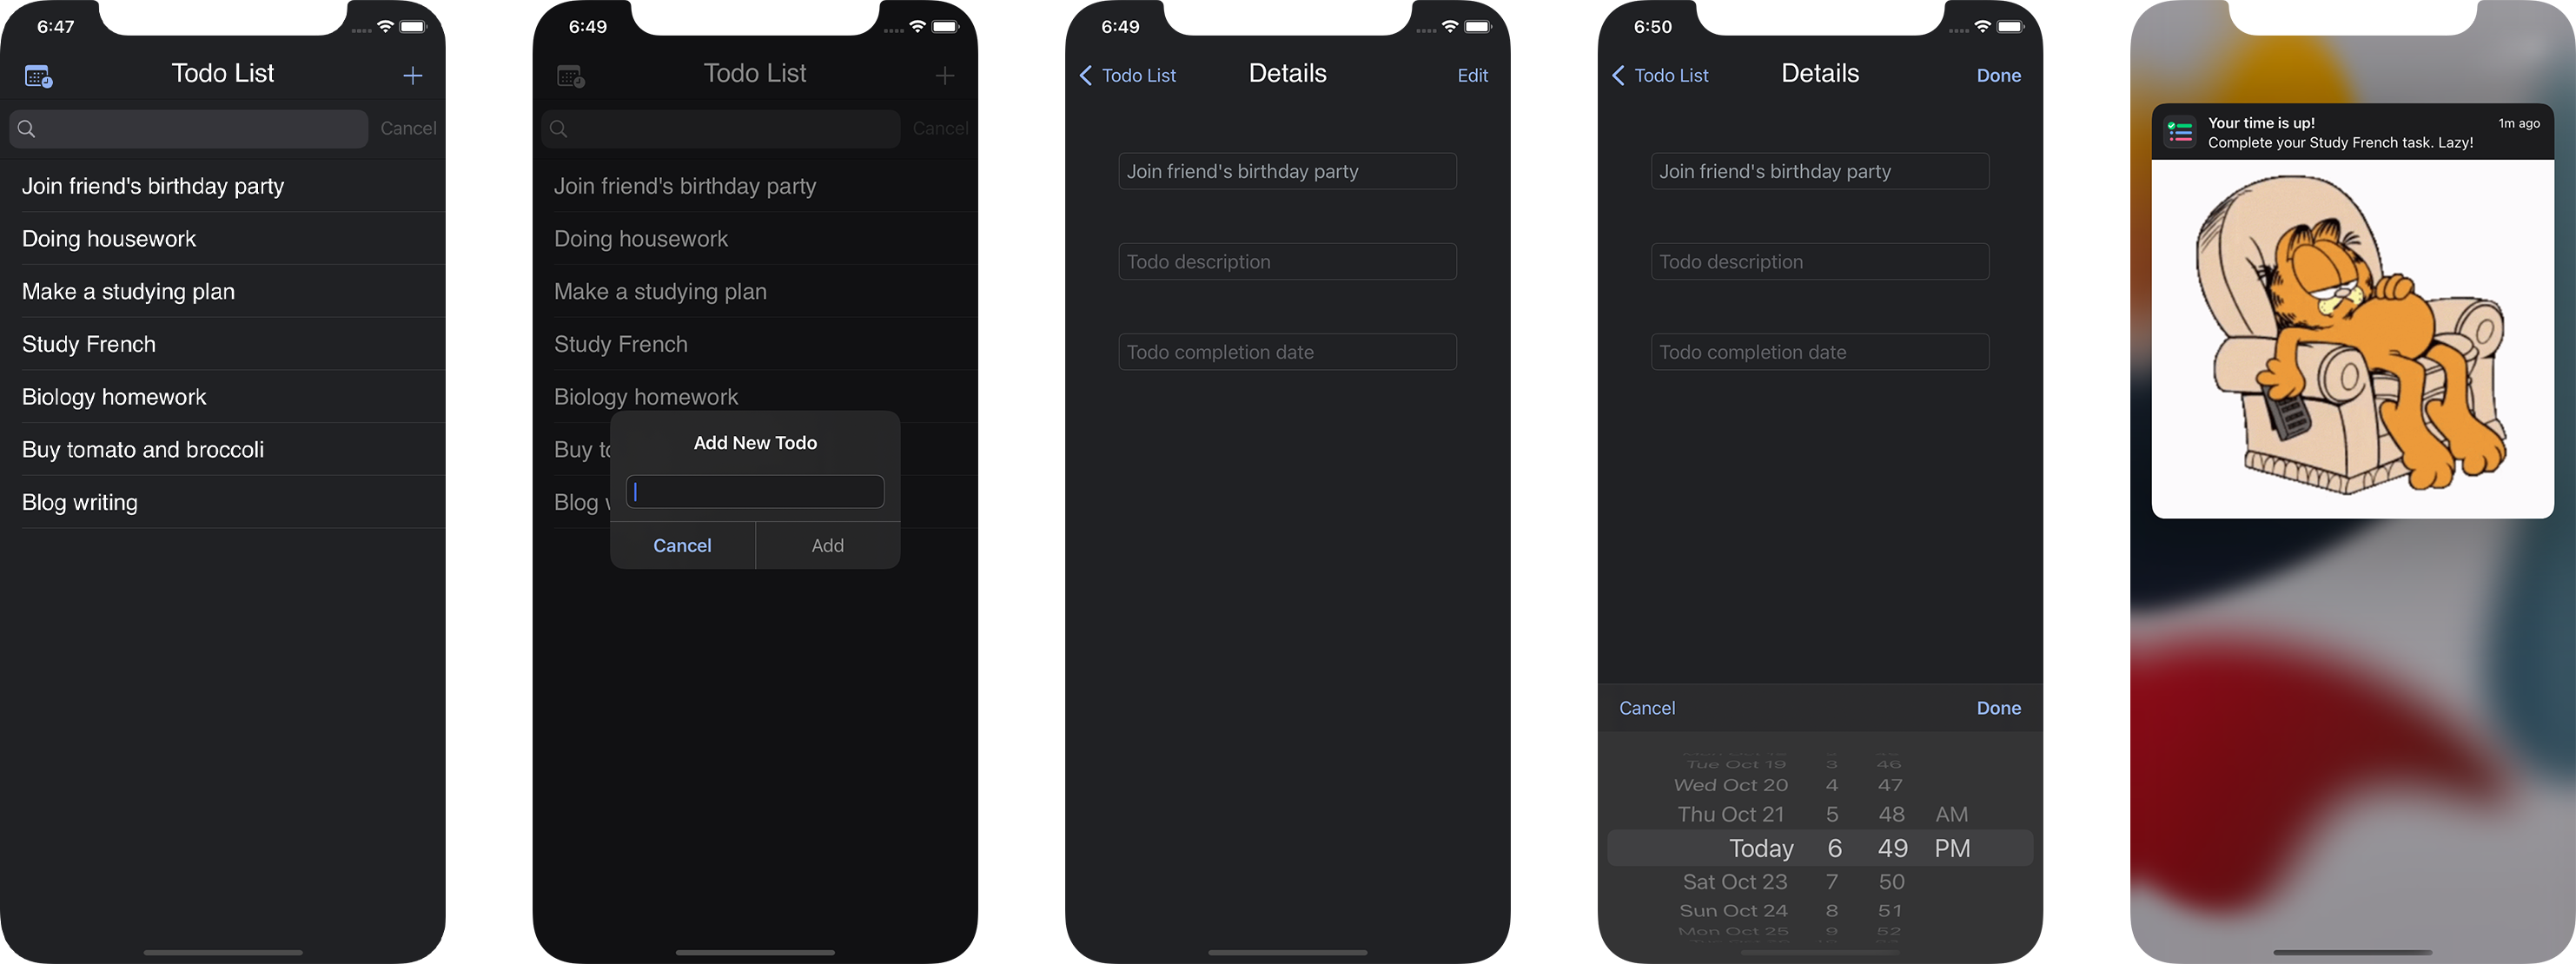 6:47
Todo List
Cancel
Join friend's birthday party
Doing housework
Make a studying plan
Study French
Biology homework
Buy tomato and broccoli
Blog writing
6:49
Todo List
Cancel
Join friend's birthday party
Doing housework
Make a studying plan
Study French
Biology homework
Buy to
Blog w
Add New Todo
Cancel Add
6:49
Todo List Details Edit
Join friend's birthday party
Todo description
Todo completion date
6:50
Todo List Details Done
Join friend's birthday party
Todo description
Todo completion date
Cancel Done
Tue Oct 19 3 46
Wed Oct 20 4 47
Thu Oct 21 5 48 AM
Today 6 49 PM
Sat Oct 23 7 50
Sun Oct 24 8 51
Mon Oct 25 9 52
Your time is up! 1m ago
Complete your Study French task. Lazy!